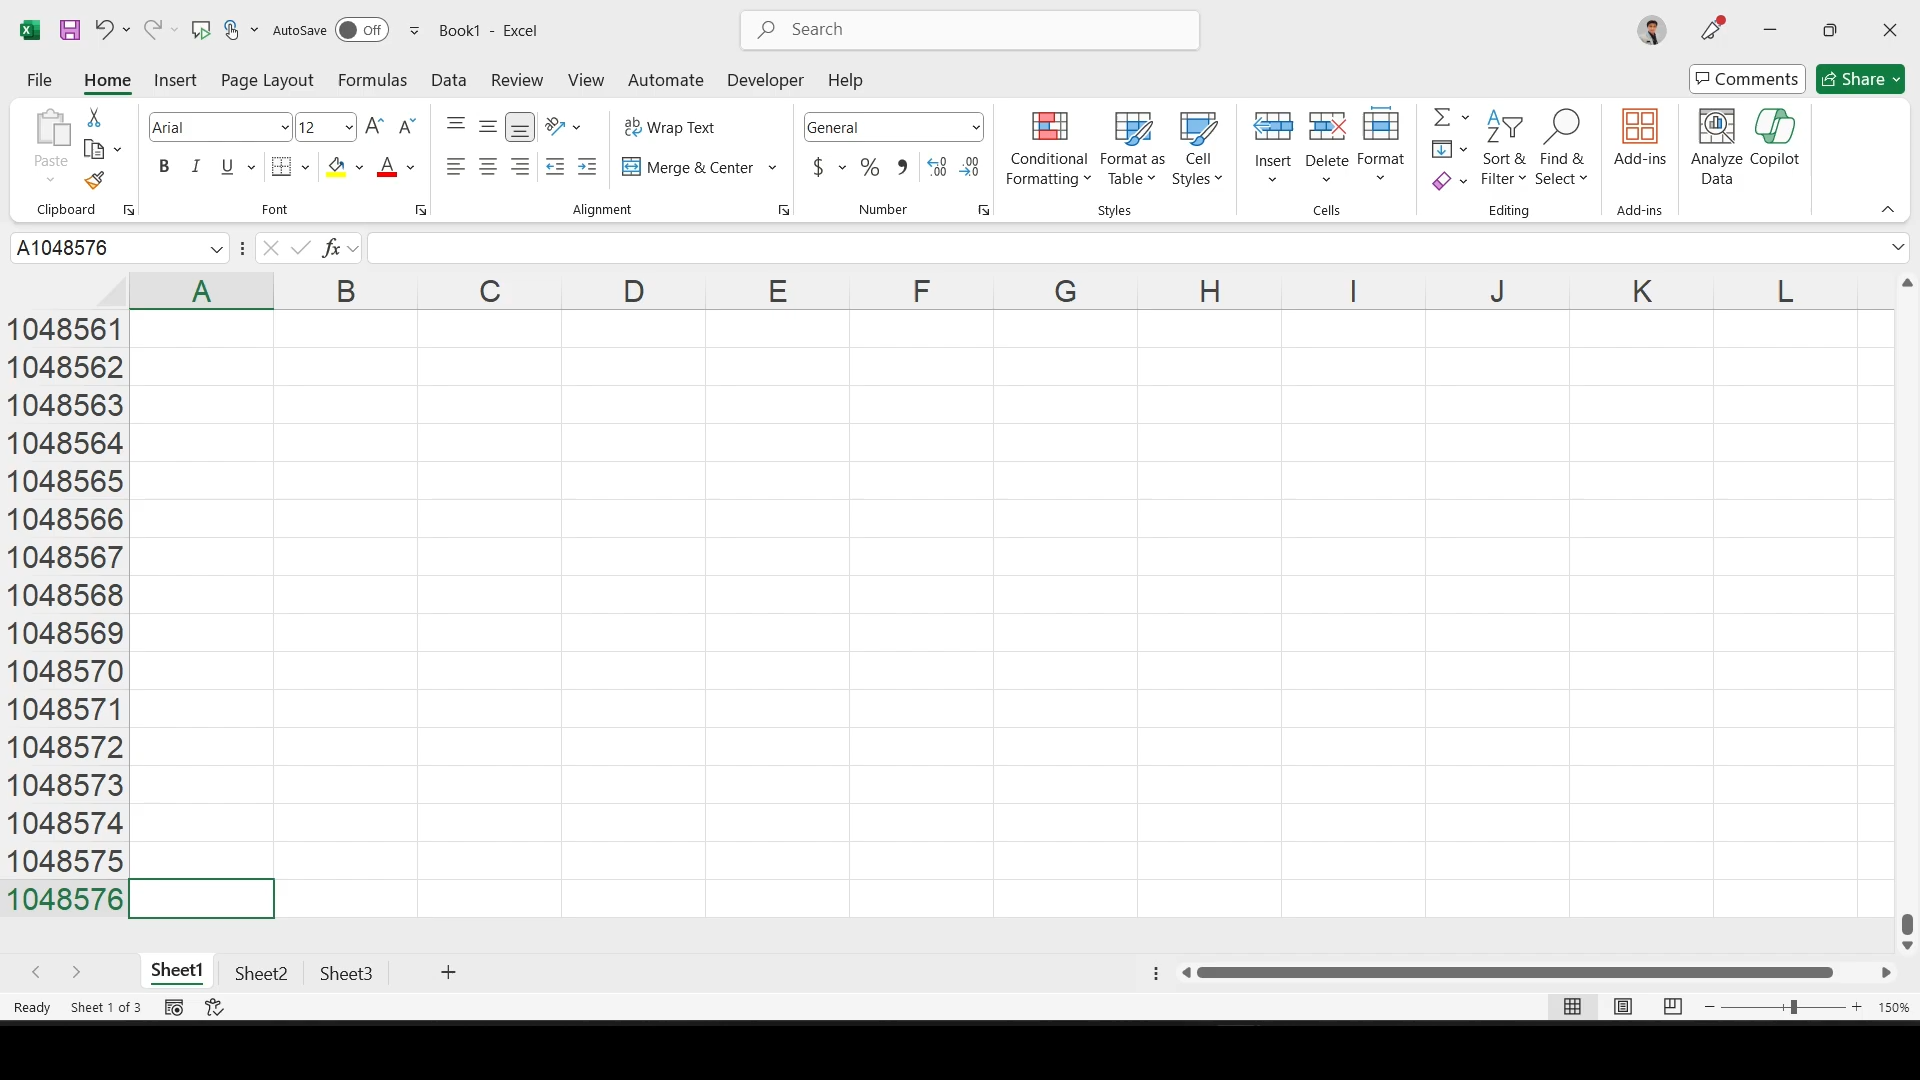 AutoSave Off Book1 - Excel Search
File Home Insert Page Layout Formulas Data Review View Automate Developer Help Comments Share
Paste Arial 12 Wrap Text General Conditional Formatting Format as Table Cell Styles Insert Delete Format Sort & Filter Find & Select Add-ins Analyze Data Copilot
B I U A Merge & Center $ %
Clipboard Font Alignment Number Styles Cells Editing Add-ins
A1048576 fx
A B C D E F G H I J K L
1048561
1048562
1048563
1048564
1048565
1048566
1048567
1048568
1048569
1048570
1048571
1048572
1048573
1048574
1048575
1048576
Sheet1 Sheet2 Sheet3
Ready Sheet 1 of 3 150%